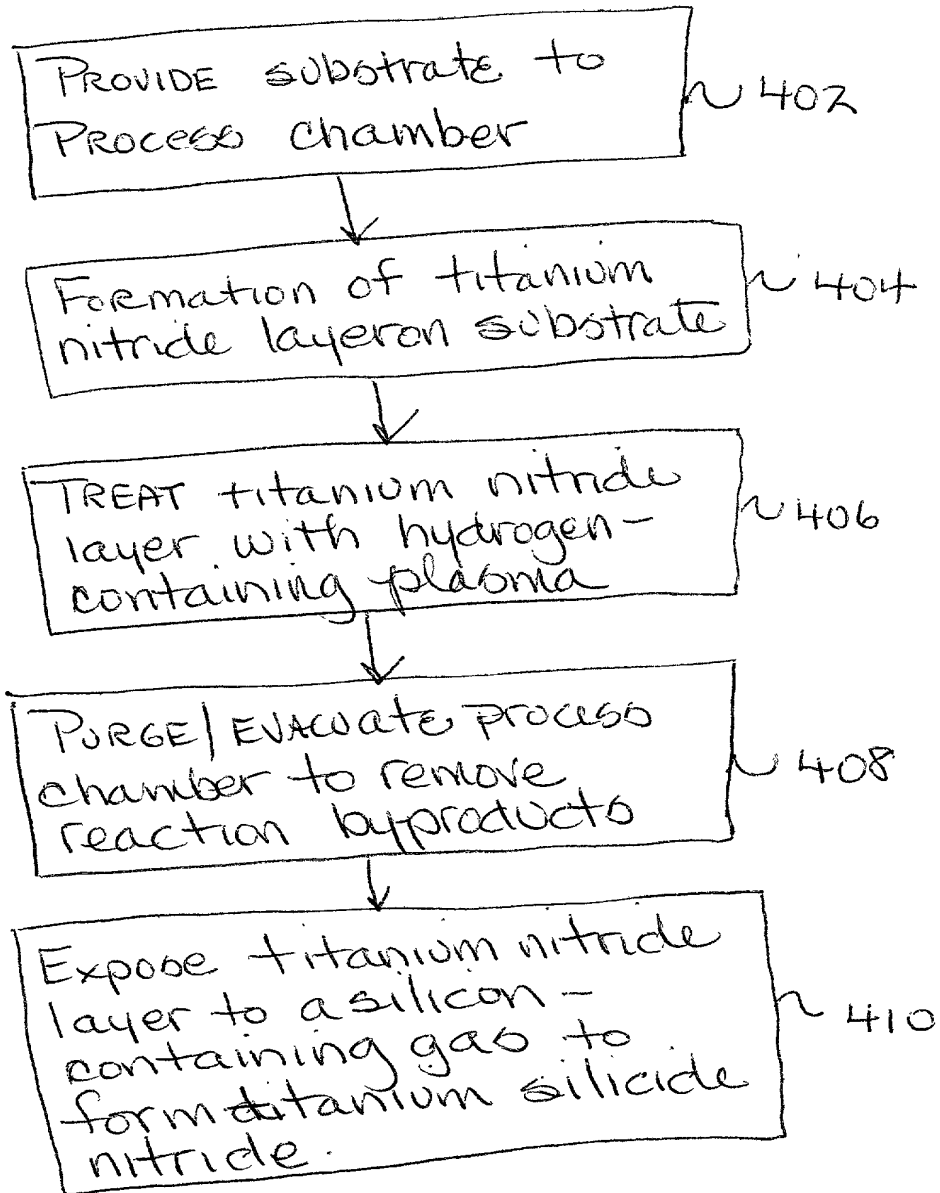 PROVIDE substrate to
PROCESS chamber
402
Formation of titanium
nitride layeron substrate
404
TREAT titanium nitride
layer with hydrogen-
containing plasma
406
PURGE/EVACUATE process
chamber to remove
reaction byproducts
408
Expose titanium nitride
layer to a silicon-
containing gas to
form titanium silicide
nitride.
410